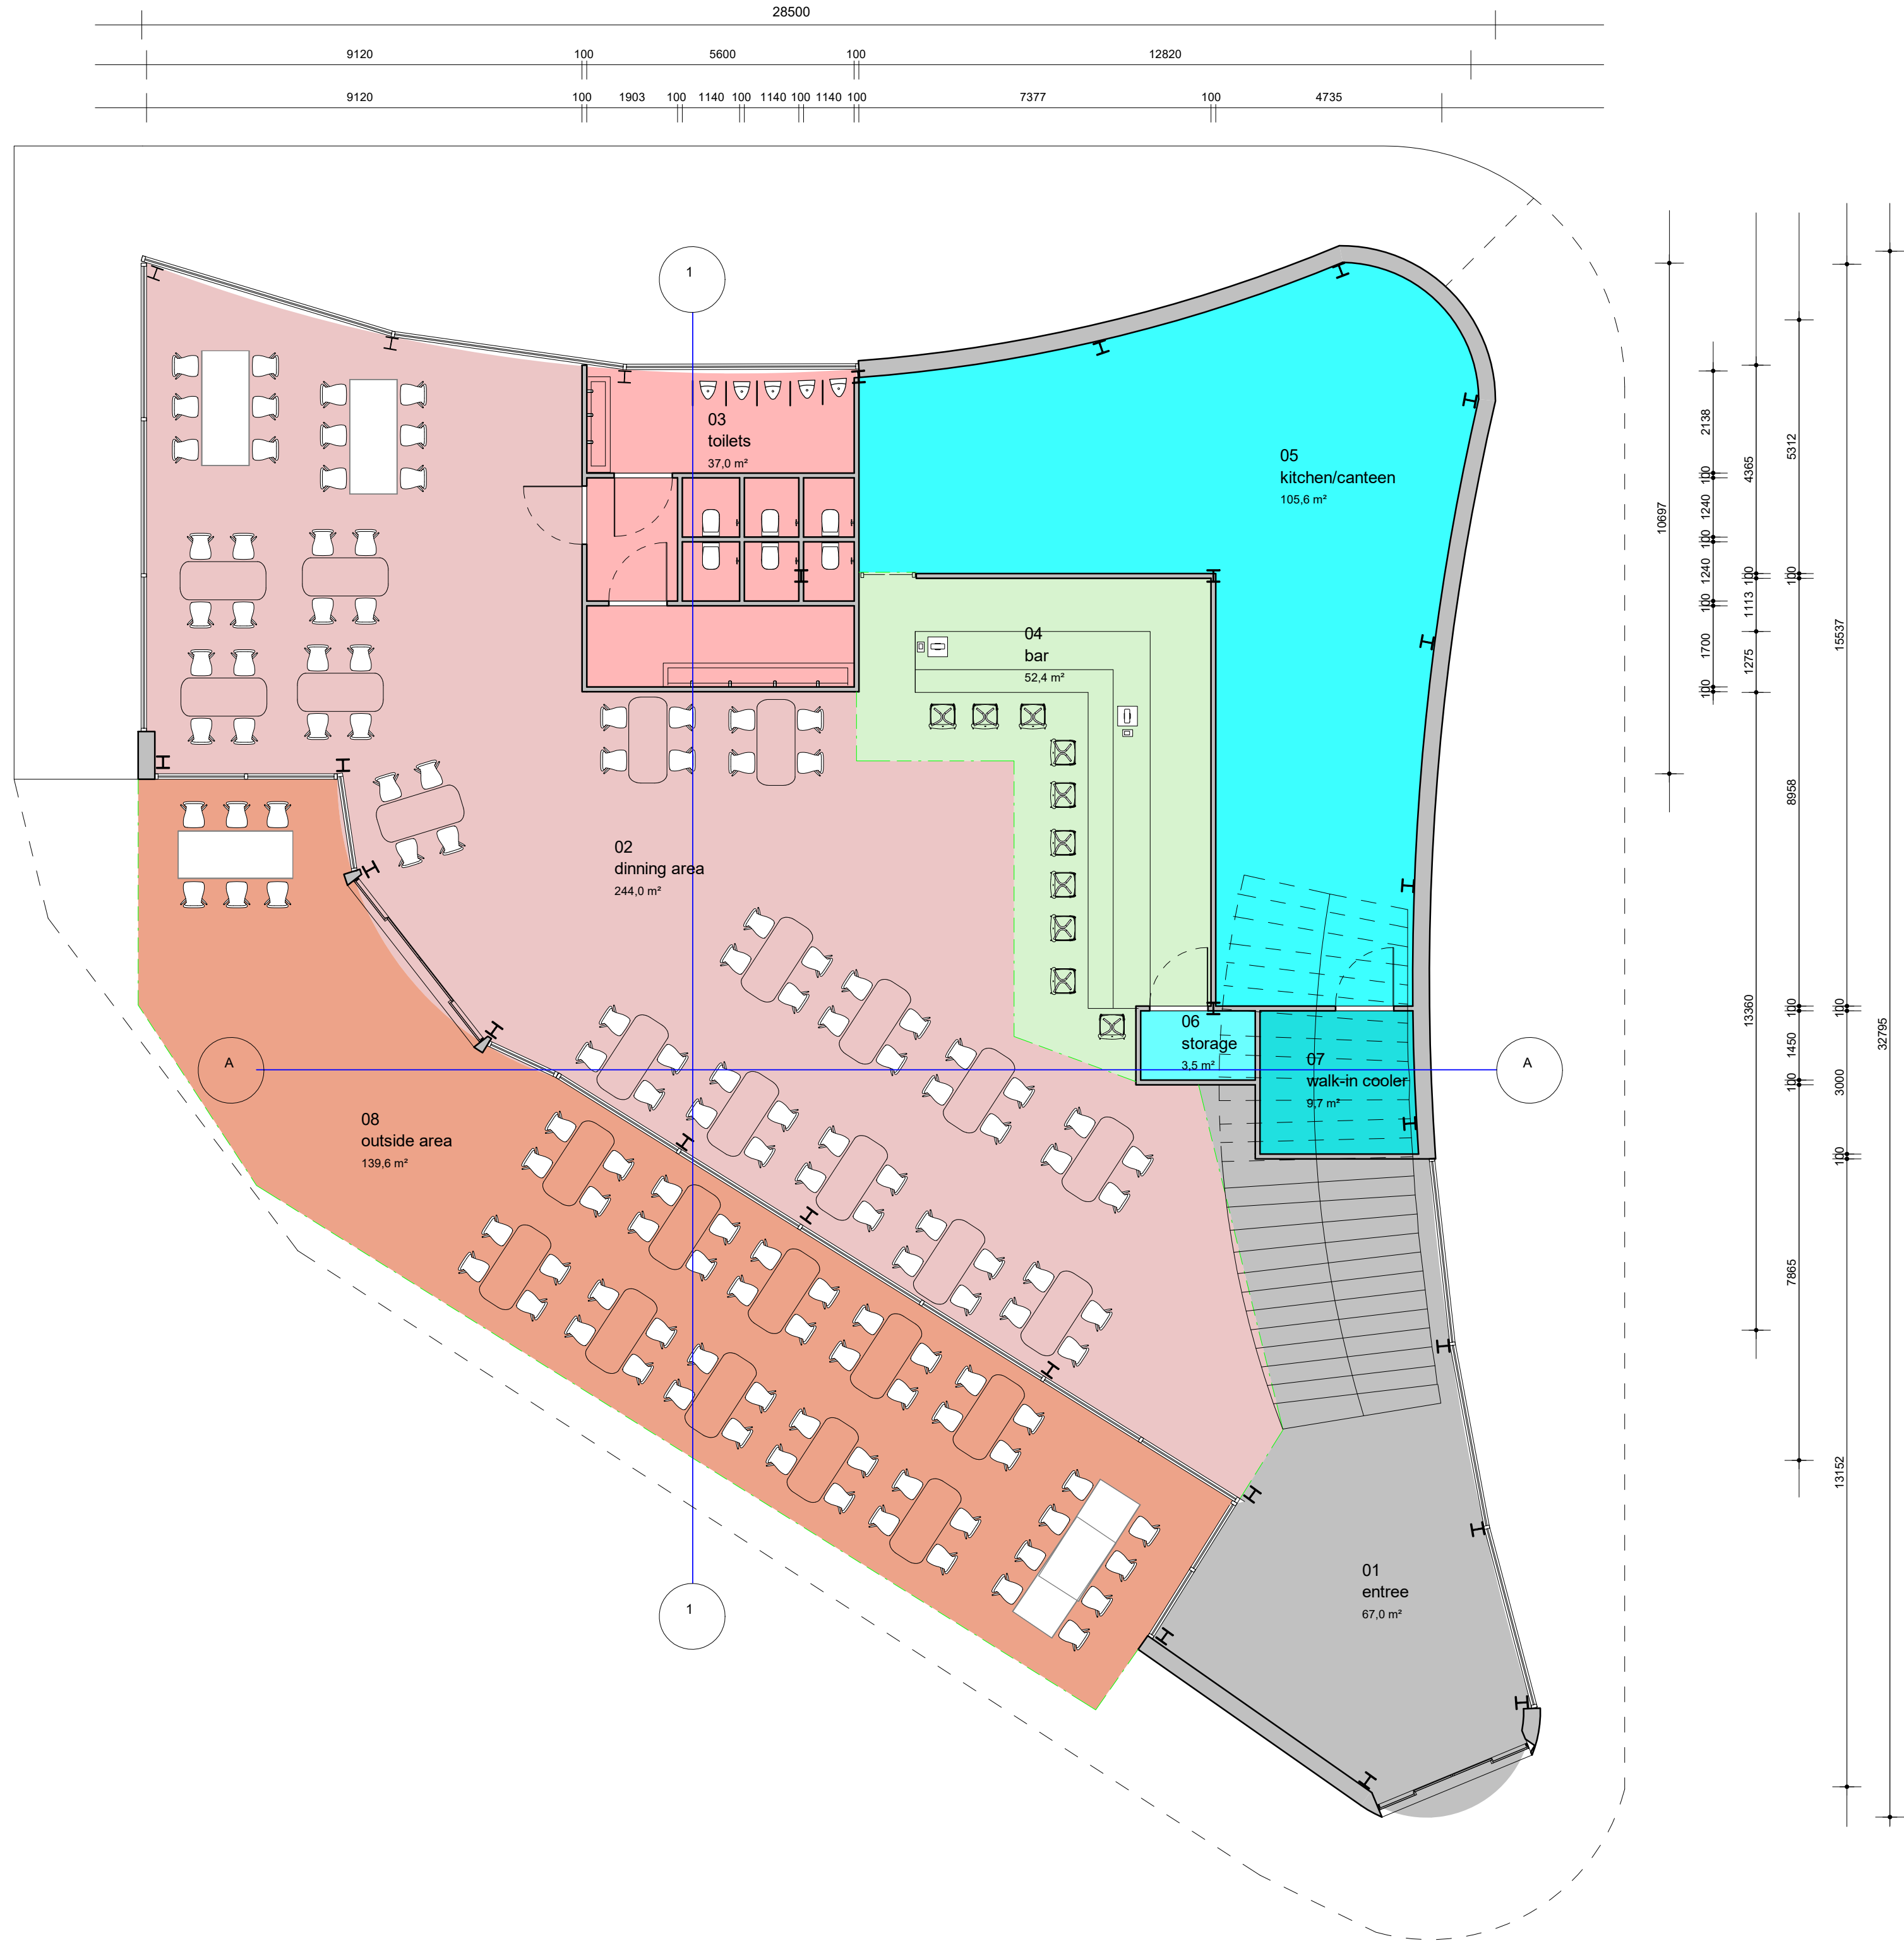 28500
9120 100 5600 100 12820
9120 100 1903 100 1140 100 1140 100 1140 100 7377 100 4735
1
03
toilets
37,0 m²
05
kitchen/canteen
105,6 m²
04
bar
52,4 m²
02
dinning area
244,0 m²
06
storage
3,5 m²
07
walk-in cooler
9,7 m²
A
A
08
outside area
139,6 m²
01
entree
67,0 m²
1
10697
2138
100
1240
100
1240
100
1700
100
4365
100
1113
1275
13360
5312
100
8958
100
1450
100
7865
15537
100
3000
100
13152
32795